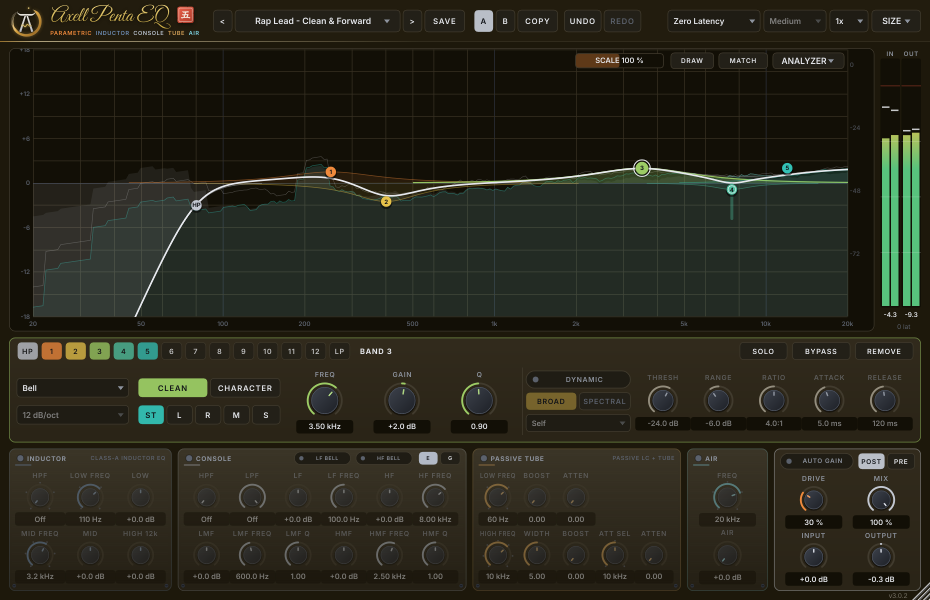 Axell Penta EQ 五
PARAMETRIC INDUCTOR CONSOLE TUBE AIR
< Rap Lead - Clean & Forward > SAVE A B COPY UNDO REDO Zero Latency Medium 1x SIZE
SCALE 100 % DRAW MATCH ANALYZER
IN OUT
+18
+12
+6
0
-6
-12
-18
0
-24
-48
-72
HP 1 2 3 4 5
20 50 100 200 500 1k 2k 5k 10k 20k
-4.3 -9.3
0 lat
HP 1 2 3 4 5 6 7 8 9 10 11 12 LP BAND 3 SOLO BYPASS REMOVE
Bell CLEAN CHARACTER
12 dB/oct ST L R M S
FREQ GAIN Q
3.50 kHz +2.0 dB 0.90
DYNAMIC
BROAD SPECTRAL
Self
THRESH RANGE RATIO ATTACK RELEASE
-24.0 dB -6.0 dB 4.0:1 5.0 ms 120 ms
INDUCTOR CLASS-A INDUCTOR EQ
HPF LOW FREQ LOW
Off 110 Hz +0.0 dB
MID FREQ MID HIGH 12k
3.2 kHz +0.0 dB +0.0 dB
CONSOLE LF BELL HF BELL E G
HPF LPF LF LF FREQ HF HF FREQ
Off Off +0.0 dB 100.0 Hz +0.0 dB 8.00 kHz
LMF LMF FREQ LMF Q HMF HMF FREQ HMF Q
+0.0 dB 600.0 Hz 1.00 +0.0 dB 2.50 kHz 1.00
PASSIVE TUBE PASSIVE LC + TUBE
LOW FREQ BOOST ATTEN
60 Hz 0.00 0.00
HIGH FREQ WIDTH BOOST ATT SEL ATTEN
10 kHz 5.00 0.00 10 kHz 0.00
AIR
FREQ
20 kHz
AIR
+0.0 dB
AUTO GAIN POST PRE
DRIVE MIX
30 % 100 %
INPUT OUTPUT
+0.0 dB -0.3 dB
v3.0.2